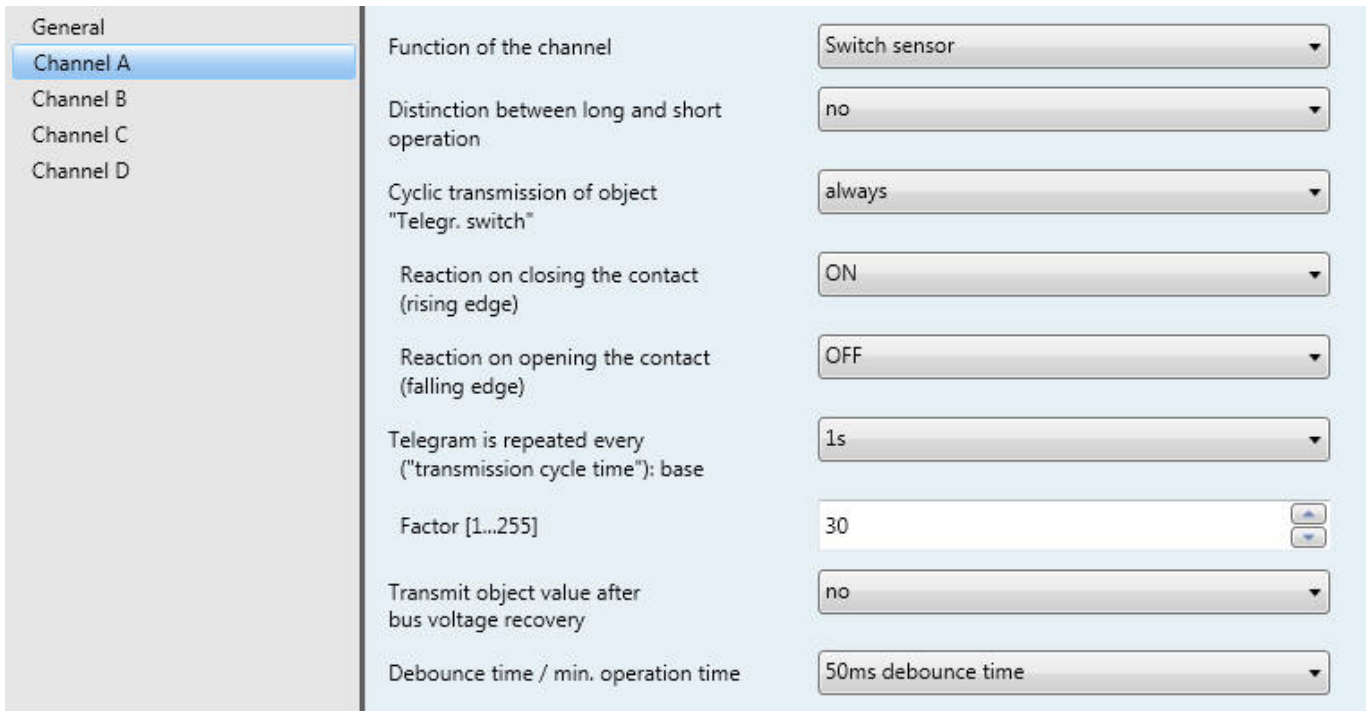 General
Channel A
Channel B
Channel C
Channel D
Function of the channel
Switch sensor
Distinction between long and short
operation
no
Cyclic transmission of object
"Telegr. switch"
always
Reaction on closing the contact
(rising edge)
ON
Reaction on opening the contact
(falling edge)
OFF
Telegram is repeated every
("transmission cycle time"): base
1s
Factor [1...255]
30
Transmit object value after
bus voltage recovery
no
Debounce time / min. operation time
50ms debounce time